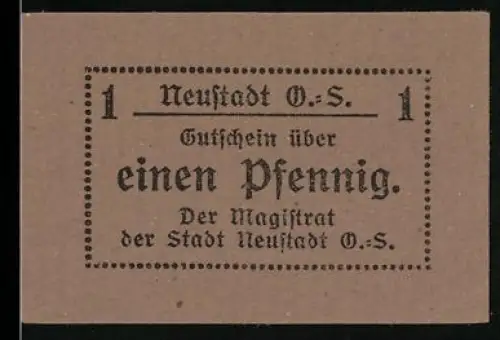 1 Neustadt O.=S. 1
Gutschein über
einen Pfennig.
Der Magistrat
der Stadt Neustadt O.=S.